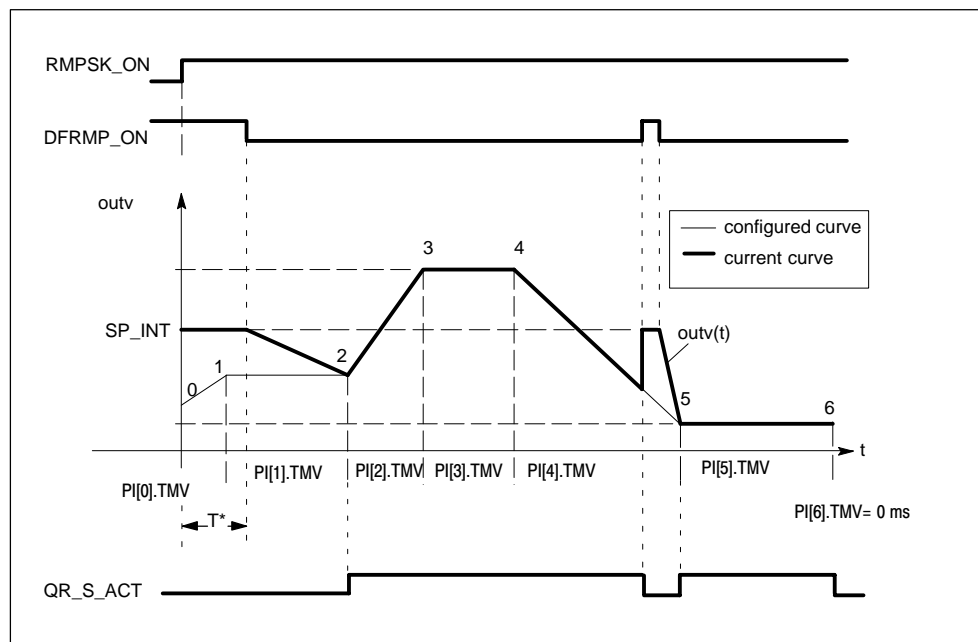 RMPSK_ON
DFRMP_ON
outv
configured curve
current curve
3
4
SP_INT
outv(t)
1
2
0
5
6
t
PI[0].TMV
PI[1].TMV
PI[2].TMV
PI[3].TMV
PI[4].TMV
PI[5].TMV
PI[6].TMV= 0 ms
T*
QR_S_ACT